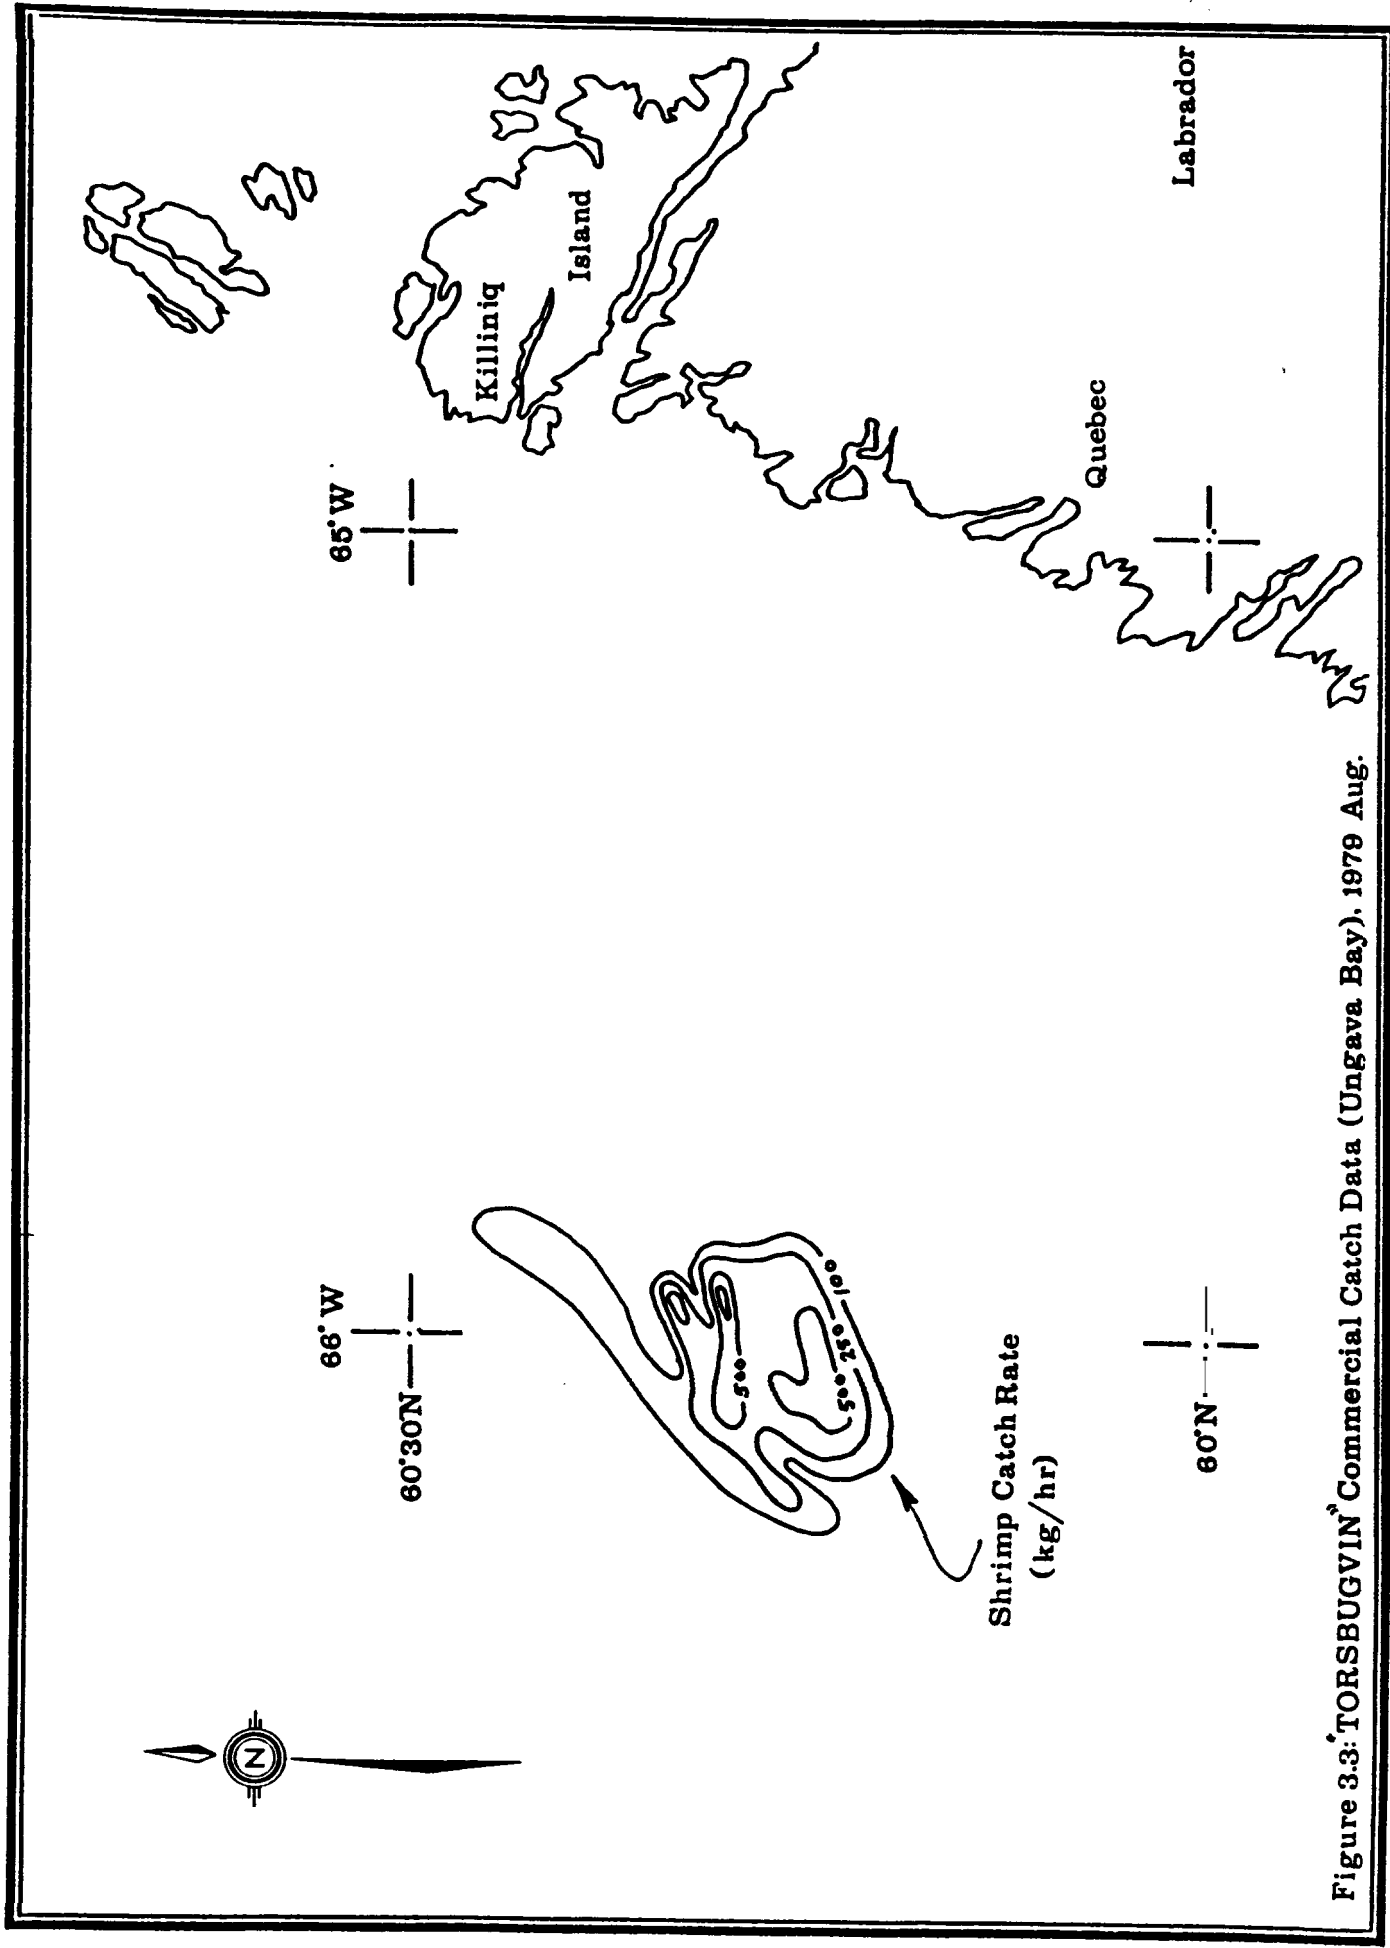 N
66°W
65°W
60°30'N
Killiniq
Island
500
500
250
100
Shrimp Catch Rate
(kg/hr)
Quebec
60°N
Labrador
Figure 3.3: "TORSBUGVIN" Commercial Catch Data (Ungava Bay), 1979 Aug.